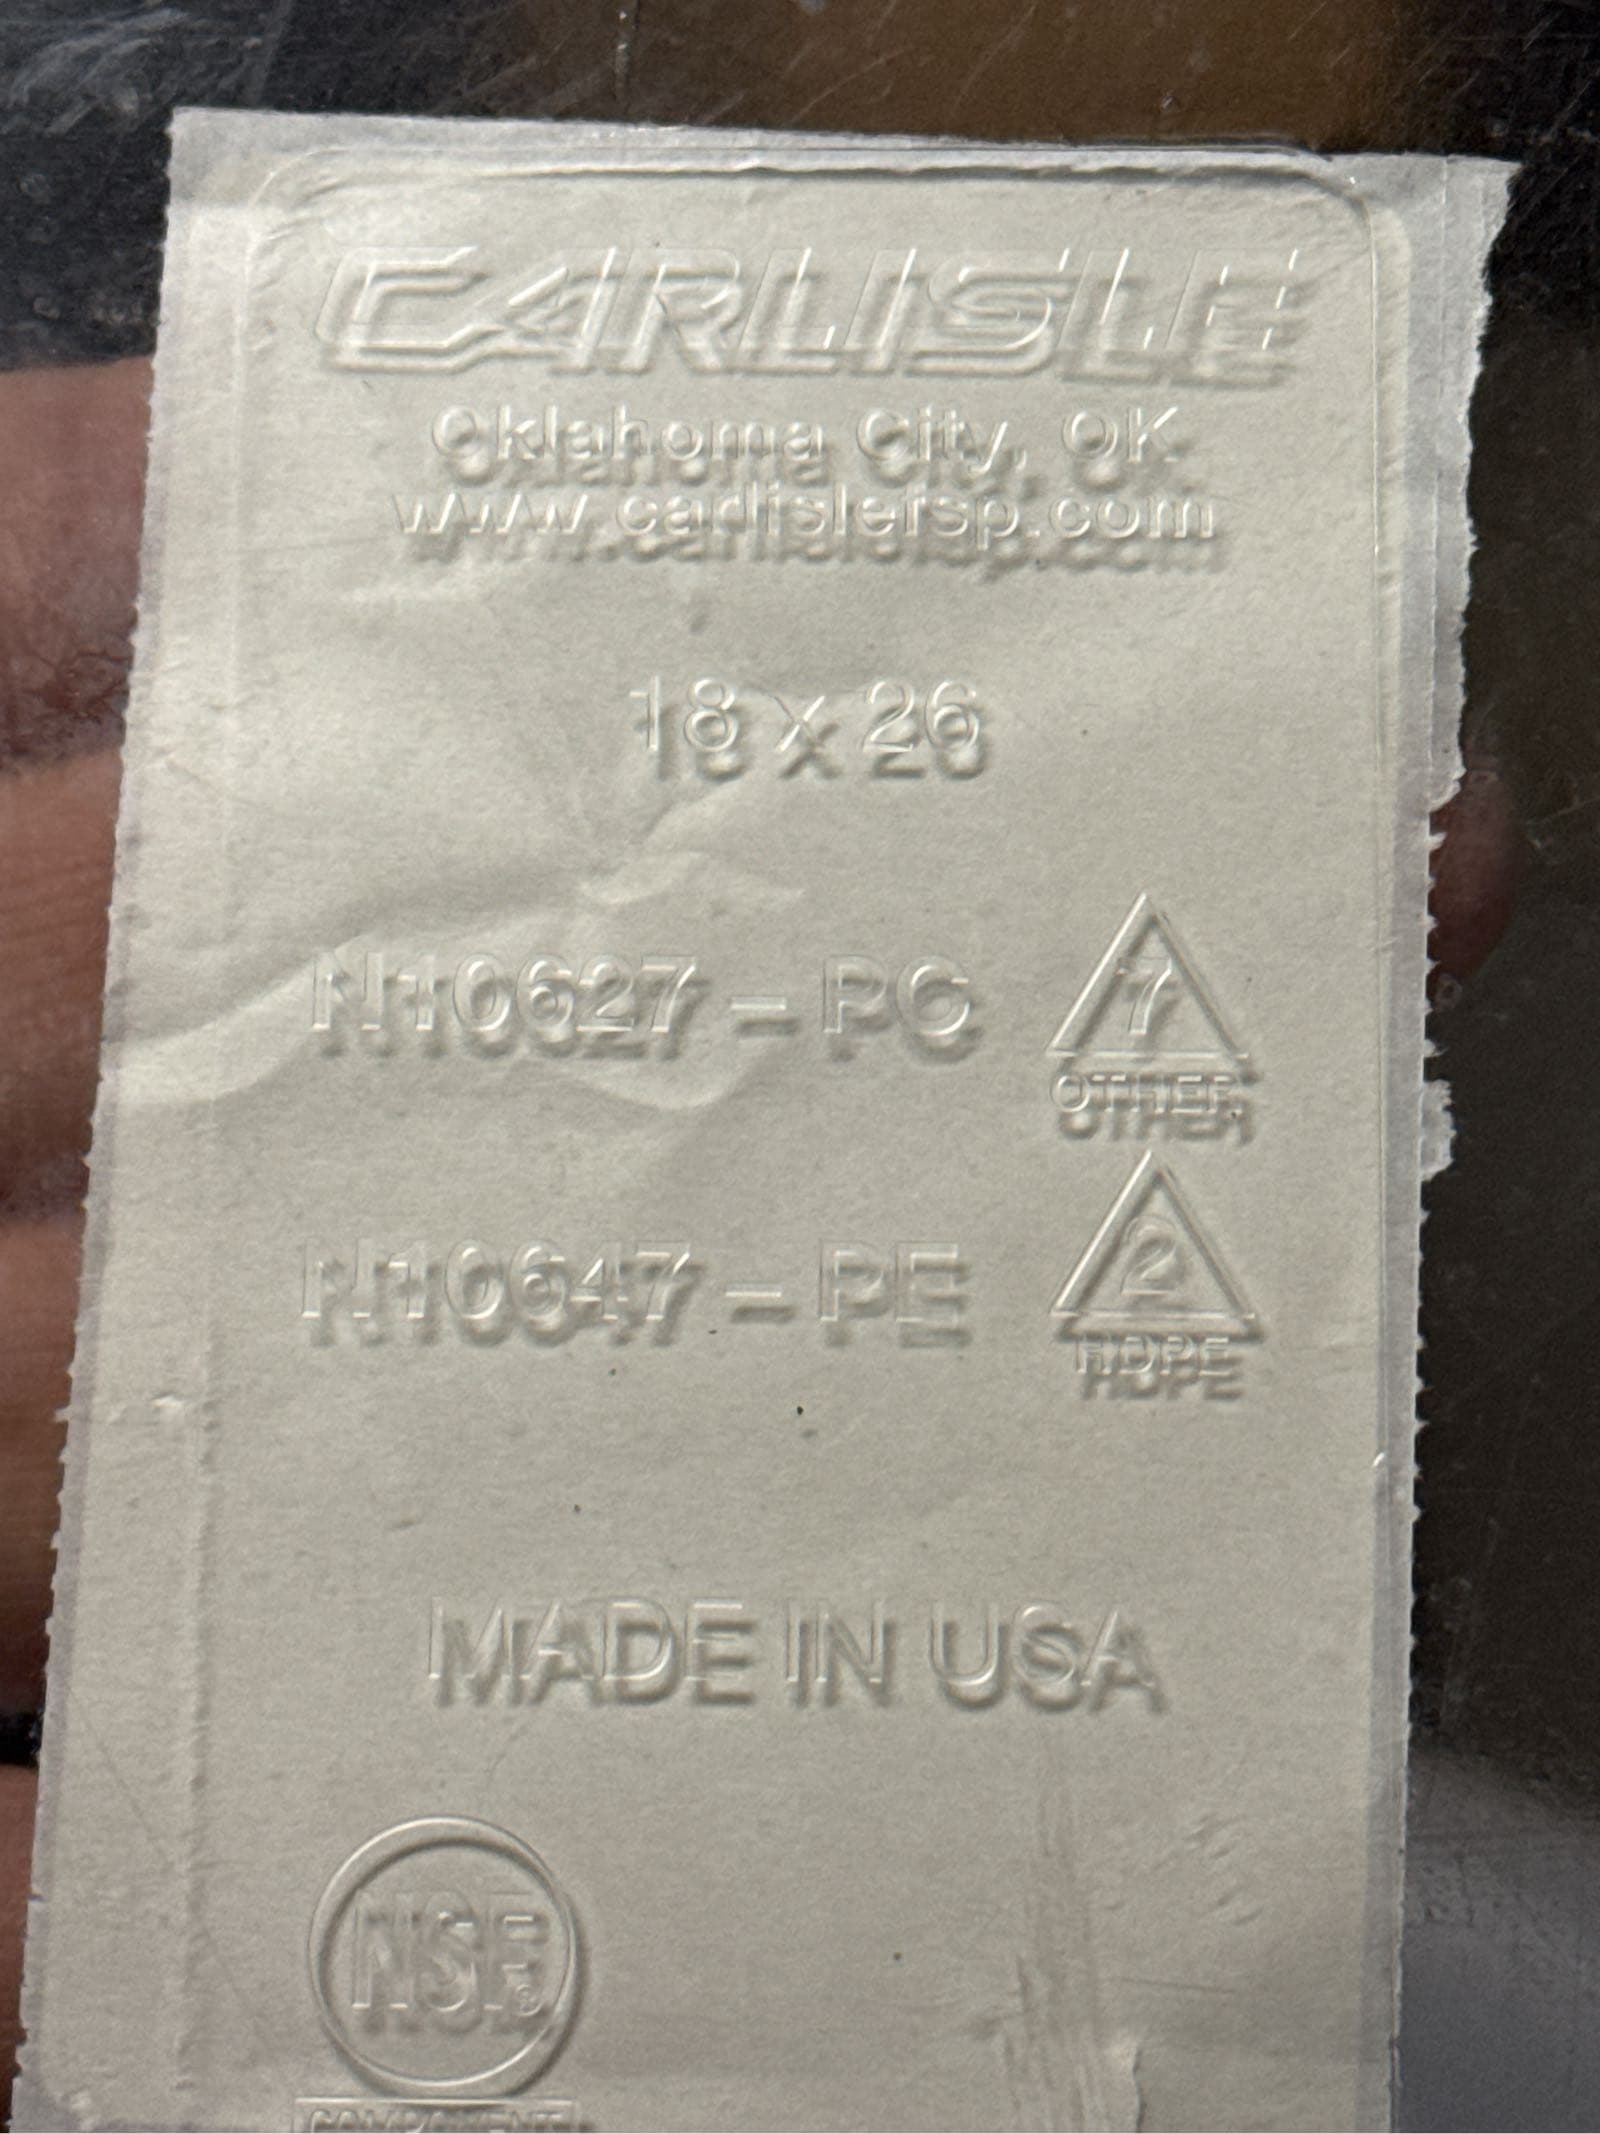 CARLISLE
Oklahoma City, OK
www.carlislefsp.com
18 x 26
N10627 – PC
7
OTHER
N10647 – PE
2
HDPE
MADE IN USA
NSF
COMPONENT